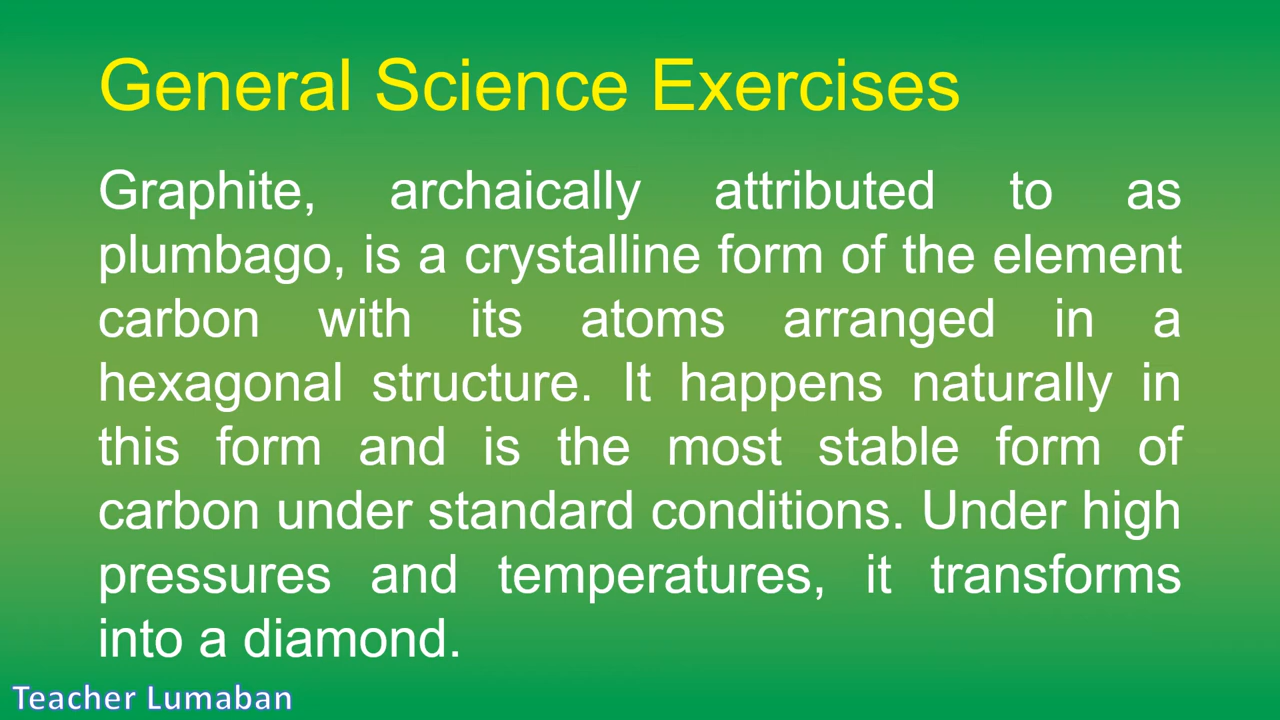 General Science Exercises
Graphite, archaically attributed to as
plumbago, is a crystalline form of the element
carbon with its atoms arranged in a
hexagonal structure. It happens naturally in
this form and is the most stable form of
carbon under standard conditions. Under high
pressures and temperatures, it transforms
into a diamond.
Teacher Lumaban